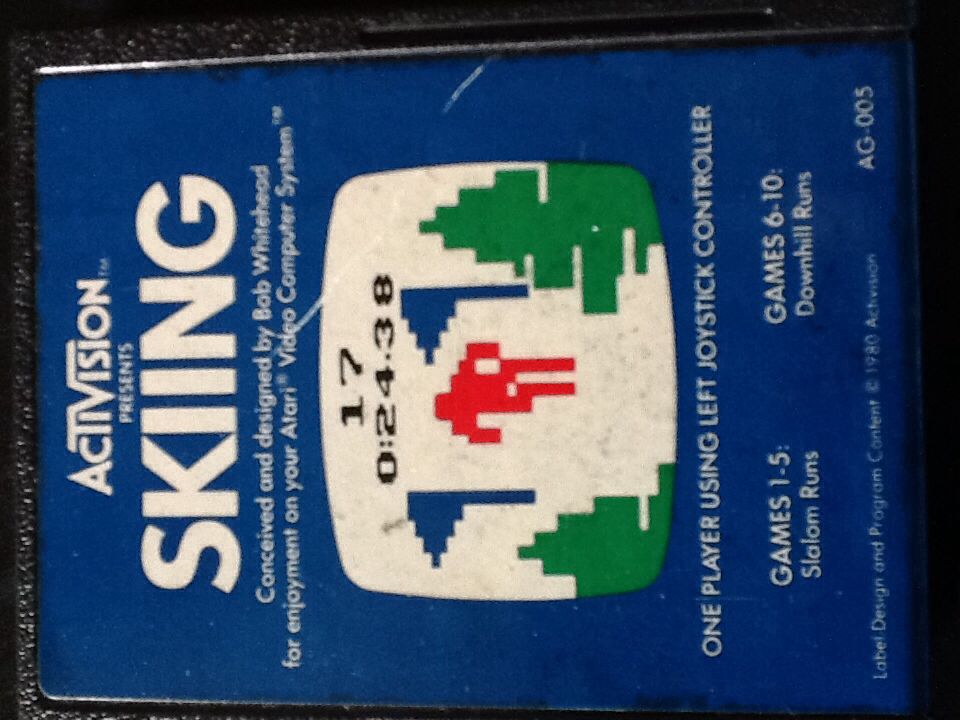 ACTIVISION™
PRESENTS
SKIING
Conceived and designed by Bob Whitehead
for enjoyment on your Atari® Video Computer System™
17
0:24.38
ONE PLAYER USING LEFT JOYSTICK CONTROLLER
GAMES 1-5:
Slalom Runs
GAMES 6-10:
Downhill Runs
Label Design and Program Content © 1980 Activision
AG-005